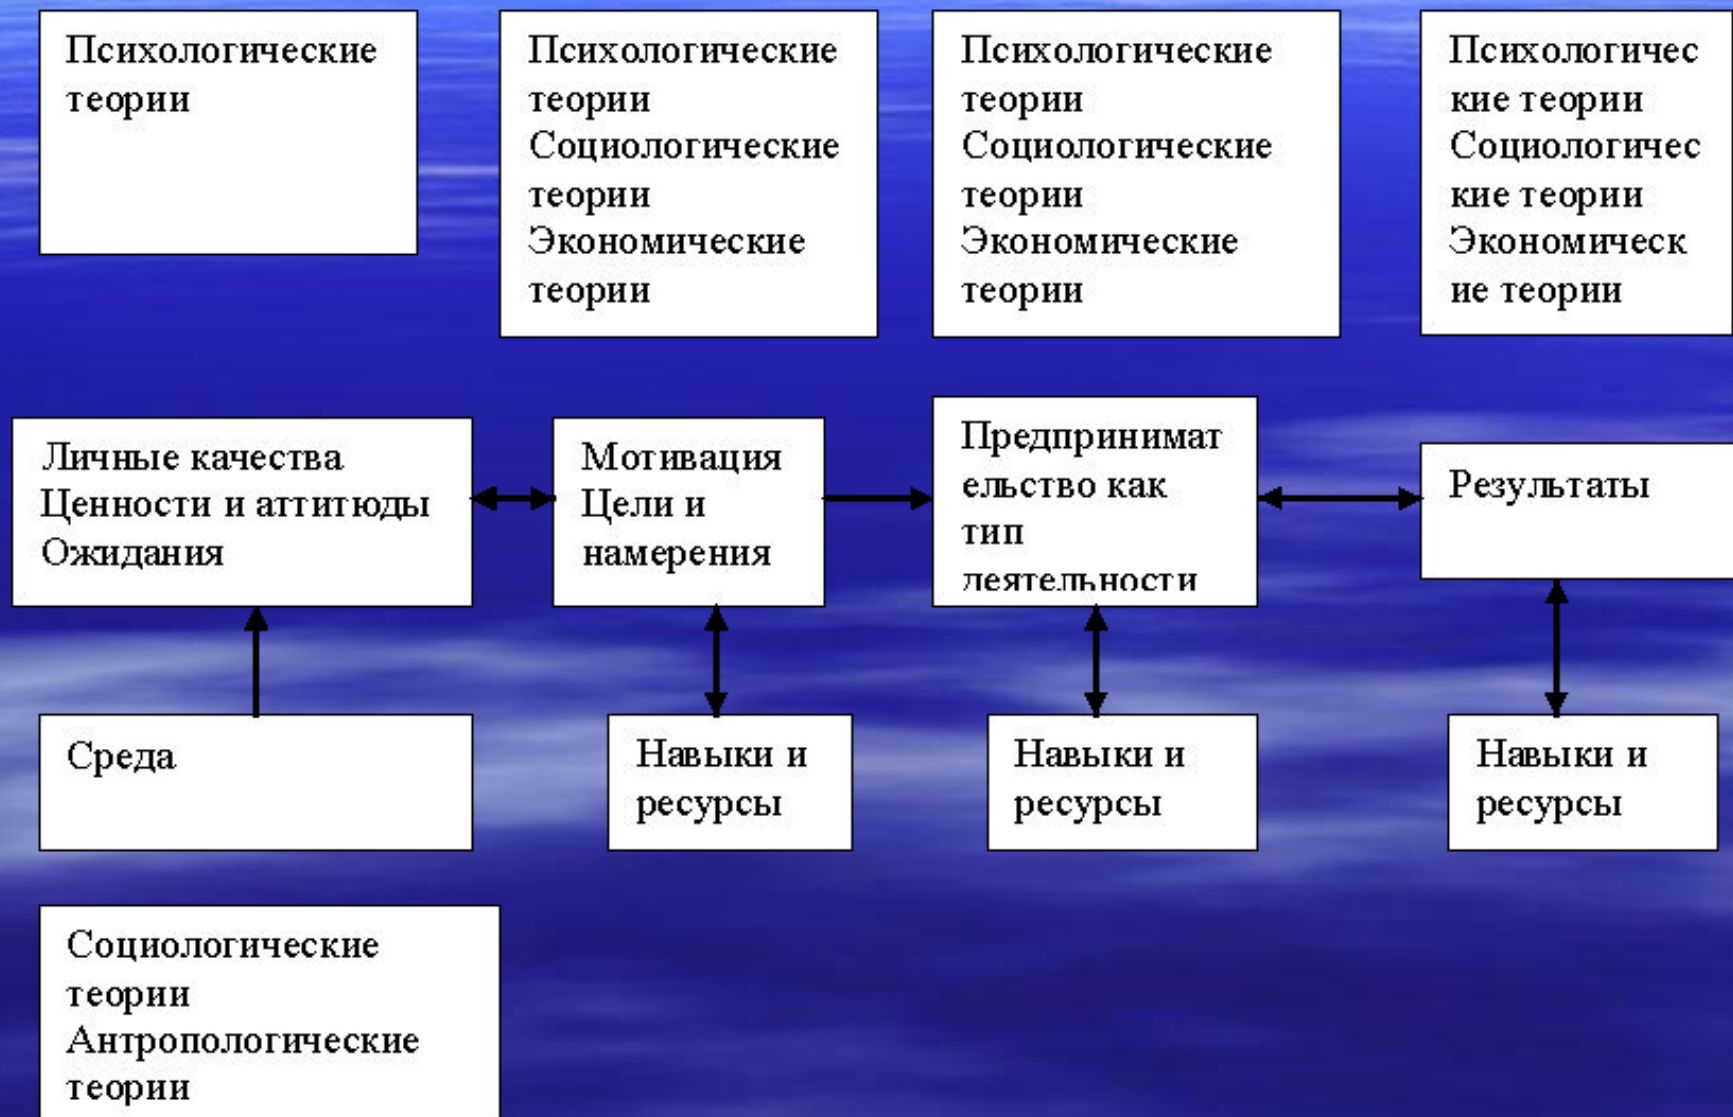 Психологические
теории
Психологические
теории
Социологические
теории
Экономические
теории
Психологические
теории
Социологические
теории
Экономические
теории
Психологичес
кие теории
Социологичес
кие теории
Экономическ
ие теории
Личные качества
Ценности и аттитюды
Ожидания
Мотивация
Цели и
намерения
Предпринимат
ельство как
тип
деятельности
Результаты
Среда
Навыки и
ресурсы
Навыки и
ресурсы
Навыки и
ресурсы
Социологические
теории
Антропологические
теории